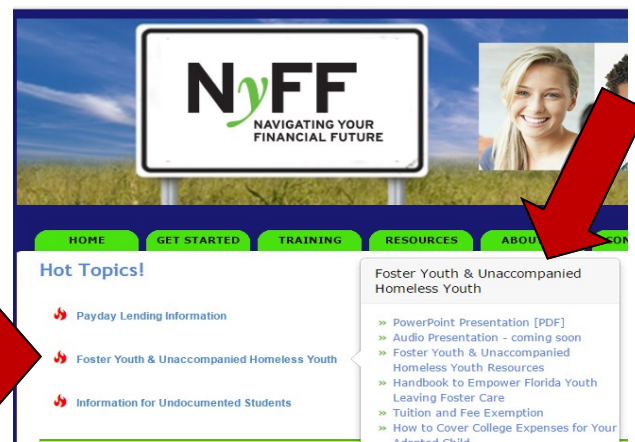 NyFF
NAVIGATING YOUR
FINANCIAL FUTURE
HOME GET STARTED TRAINING RESOURCES
Hot Topics!
Payday Lending Information
Foster Youth & Unaccompanied Homeless Youth
Information for Undocumented Students
Foster Youth & Unaccompanied
Homeless Youth
» PowerPoint Presentation [PDF]
» Audio Presentation - coming soon
» Foster Youth & Unaccompanied
Homeless Youth Resources
» Handbook to Empower Florida Youth
Leaving Foster Care
» Tuition and Fee Exemption
» How to Cover College Expenses for Your
Adopted Child